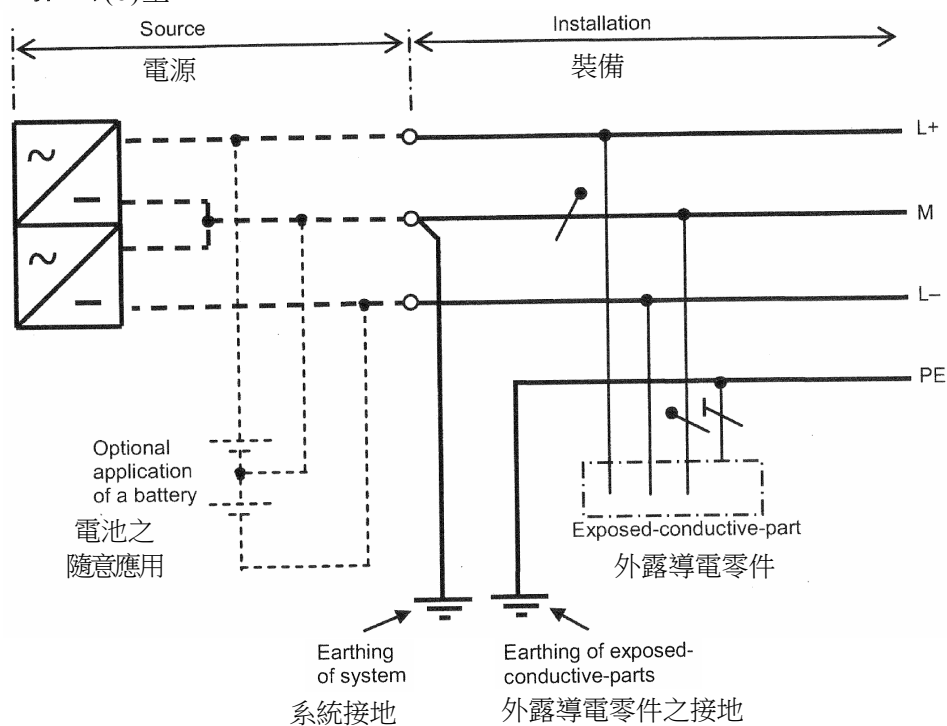 Source
電源
Installation
裝備
L+
M
L–
PE
Optional
application
of a battery
電池之
隨意應用
Exposed-conductive-part
外露導電零件
Earthing
of system
系統接地
Earthing of exposed-
conductive-parts
外露導電零件之接地